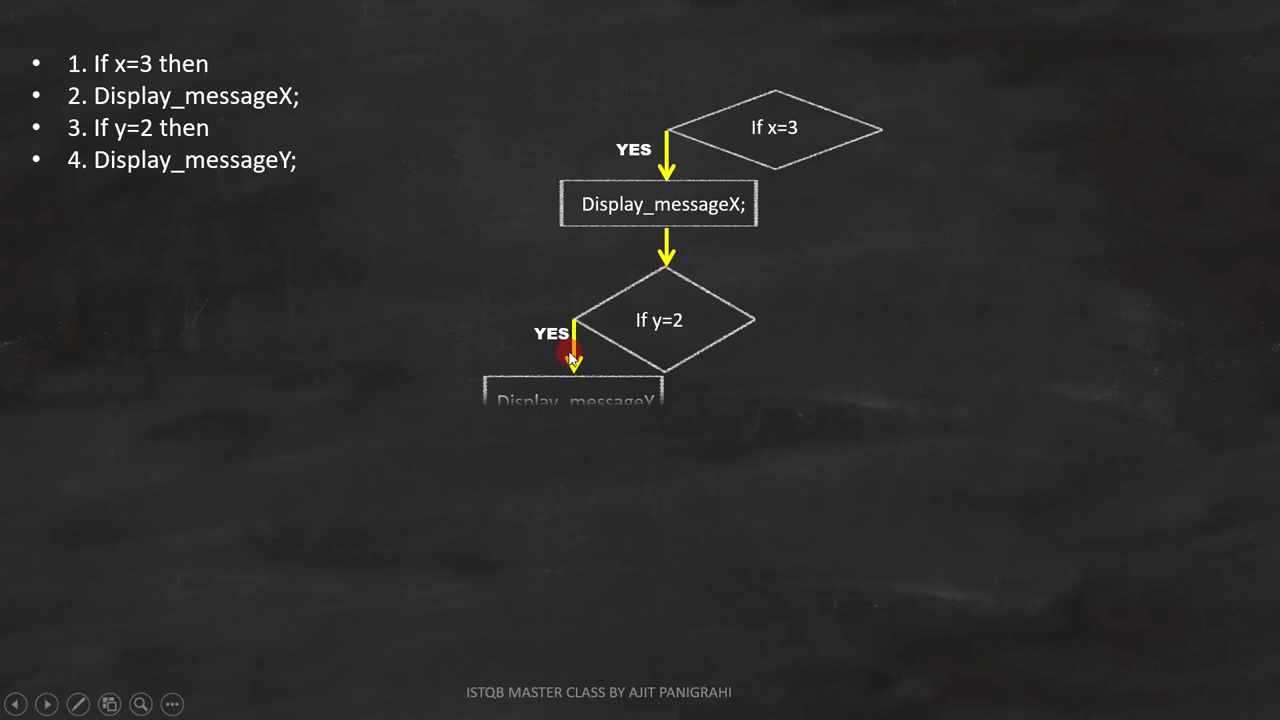 • 1. If x=3 then
• 2. Display_messageX;
• 3. If y=2 then
• 4. Display_messageY;
If x=3
YES
Display_messageX;
If y=2
YES
Display_messageY
ISTQB MASTER CLASS BY AJIT PANIGRAHI